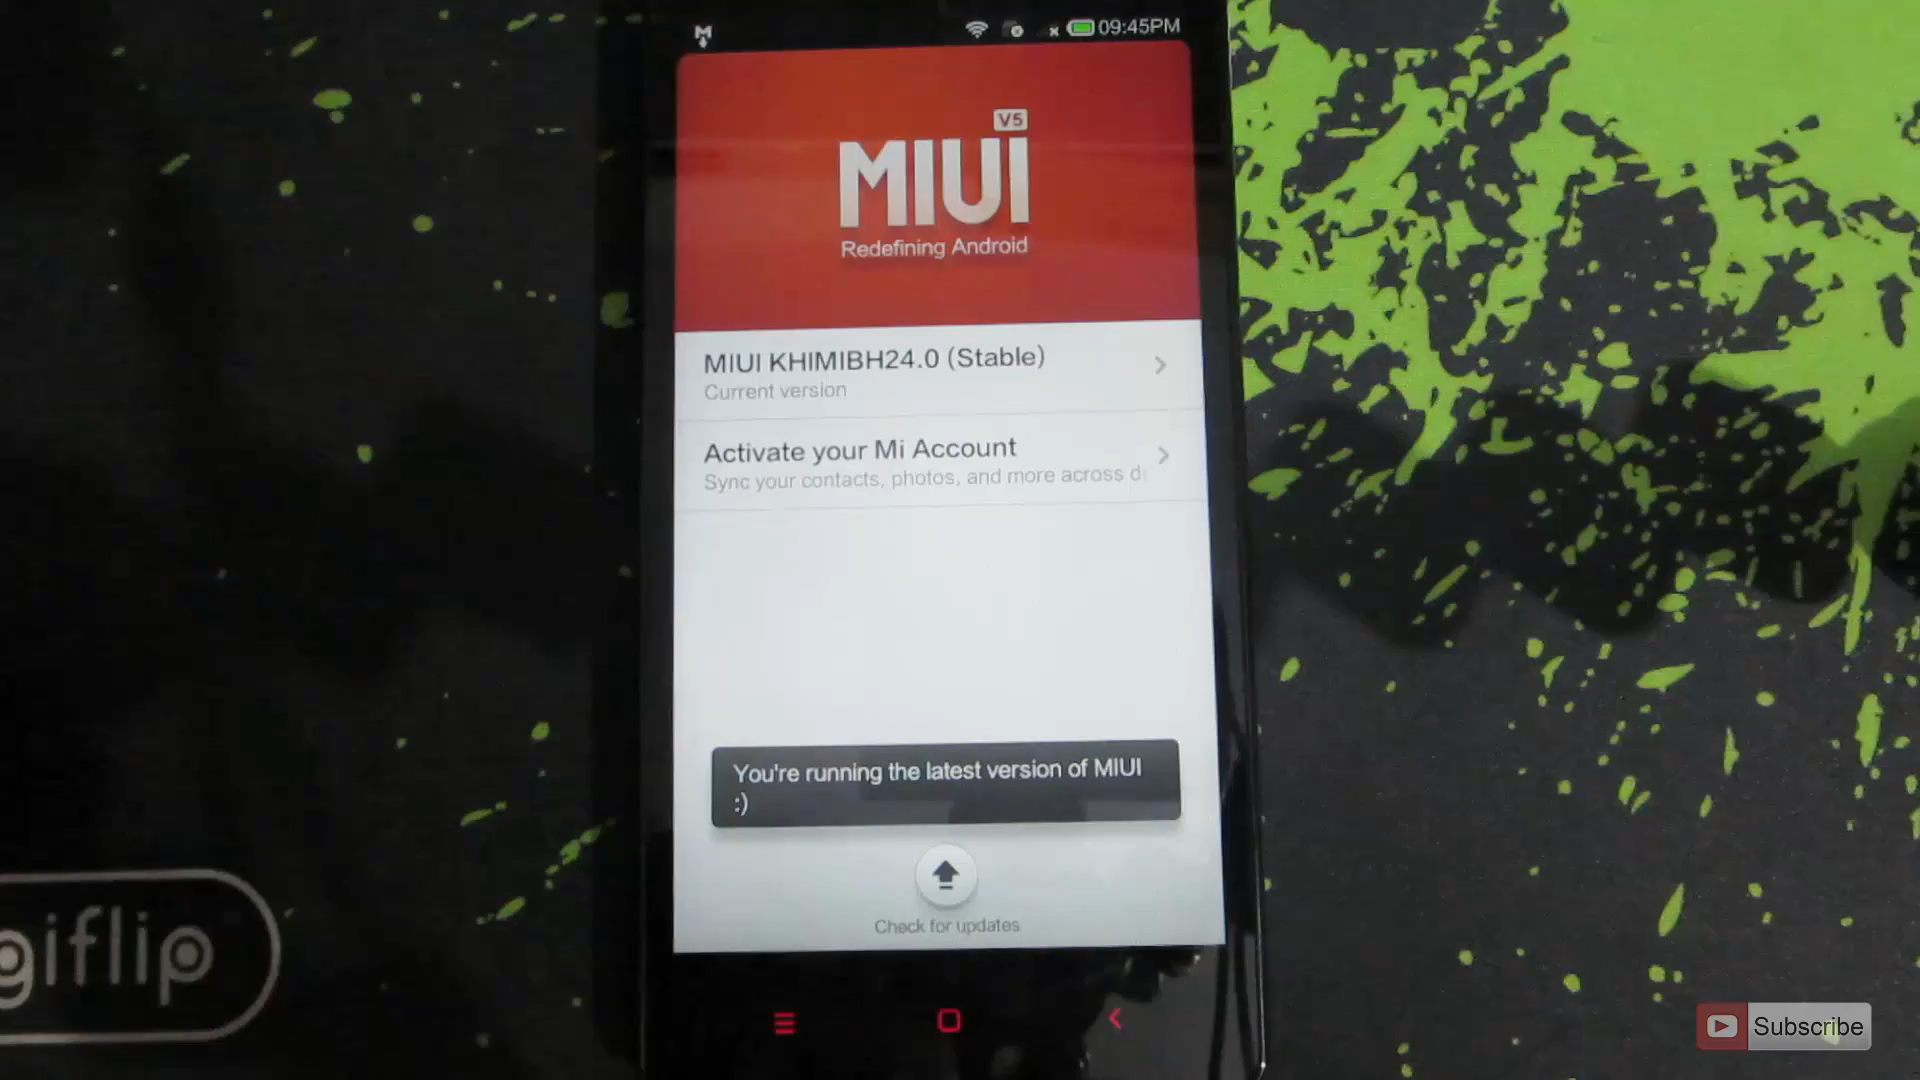 09:45PM
V5
MIUI
Redefining Android
MIUI KHIMIBH24.0 (Stable)
Current version
Activate your Mi Account
Sync your contacts, photos, and more across d
You're running the latest version of MIUI
:)
Check for updates
giflip
Subscribe